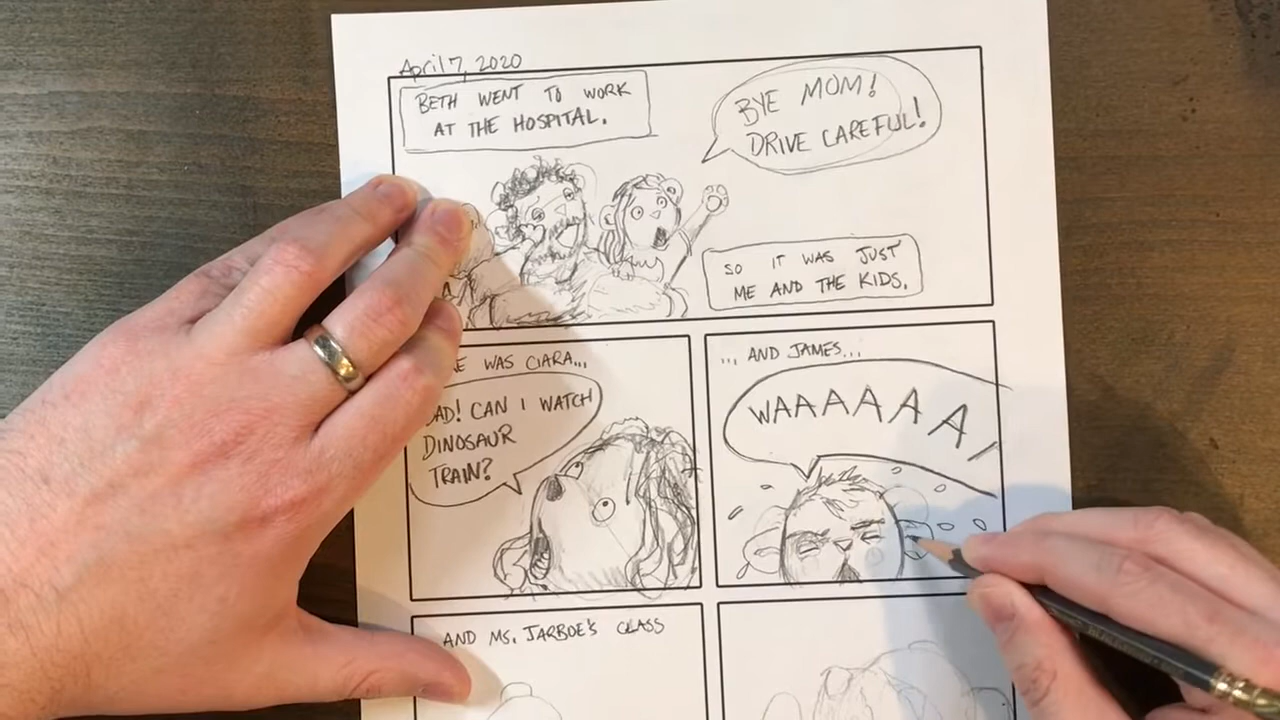 April 7, 2020
BETH WENT TO WORK
AT THE HOSPITAL.
BYE MOM!
DRIVE CAREFUL!
SO IT WAS JUST
ME AND THE KIDS.
WAS CIARA...
CAN I WATCH
DINOSAUR
TRAIN?
... AND JAMES...
WAAAAAA
AND MS. JARBOE'S CLASS